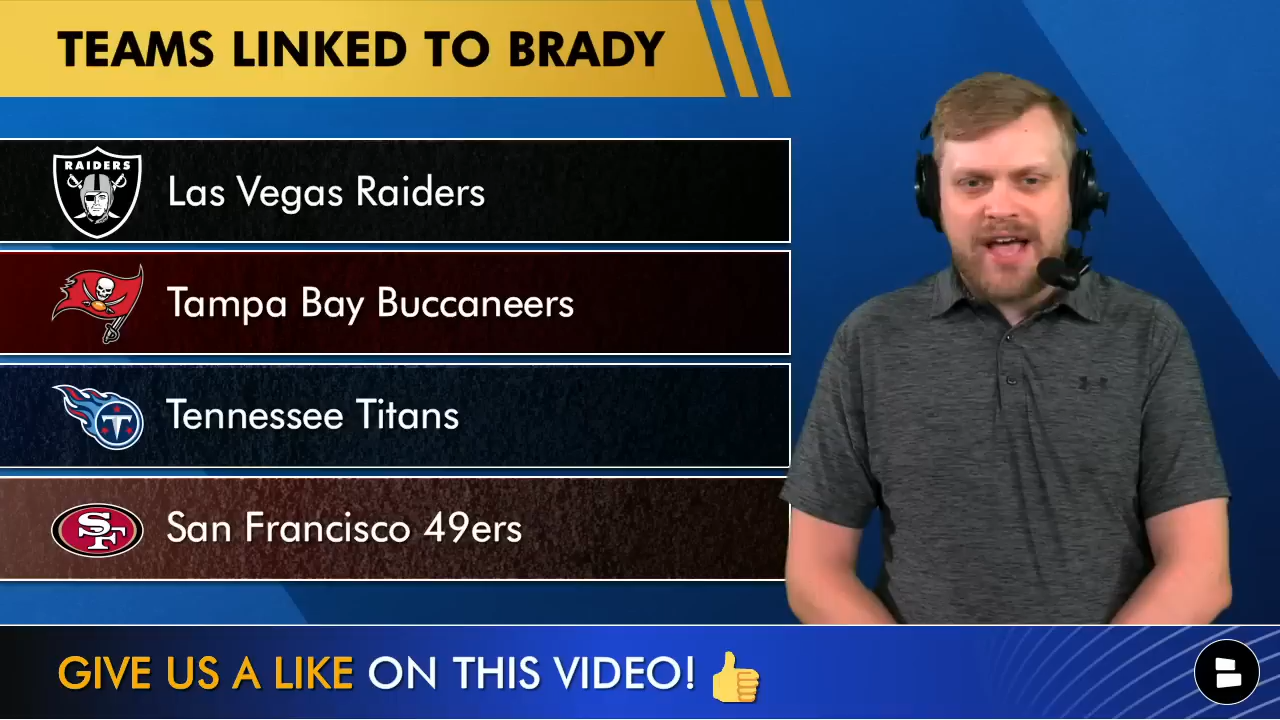 TEAMS LINKED TO BRADY
RAIDERS
Las Vegas Raiders
Tampa Bay Buccaneers
T
Tennessee Titans
SF
San Francisco 49ers
GIVE US A LIKE ON THIS VIDEO!